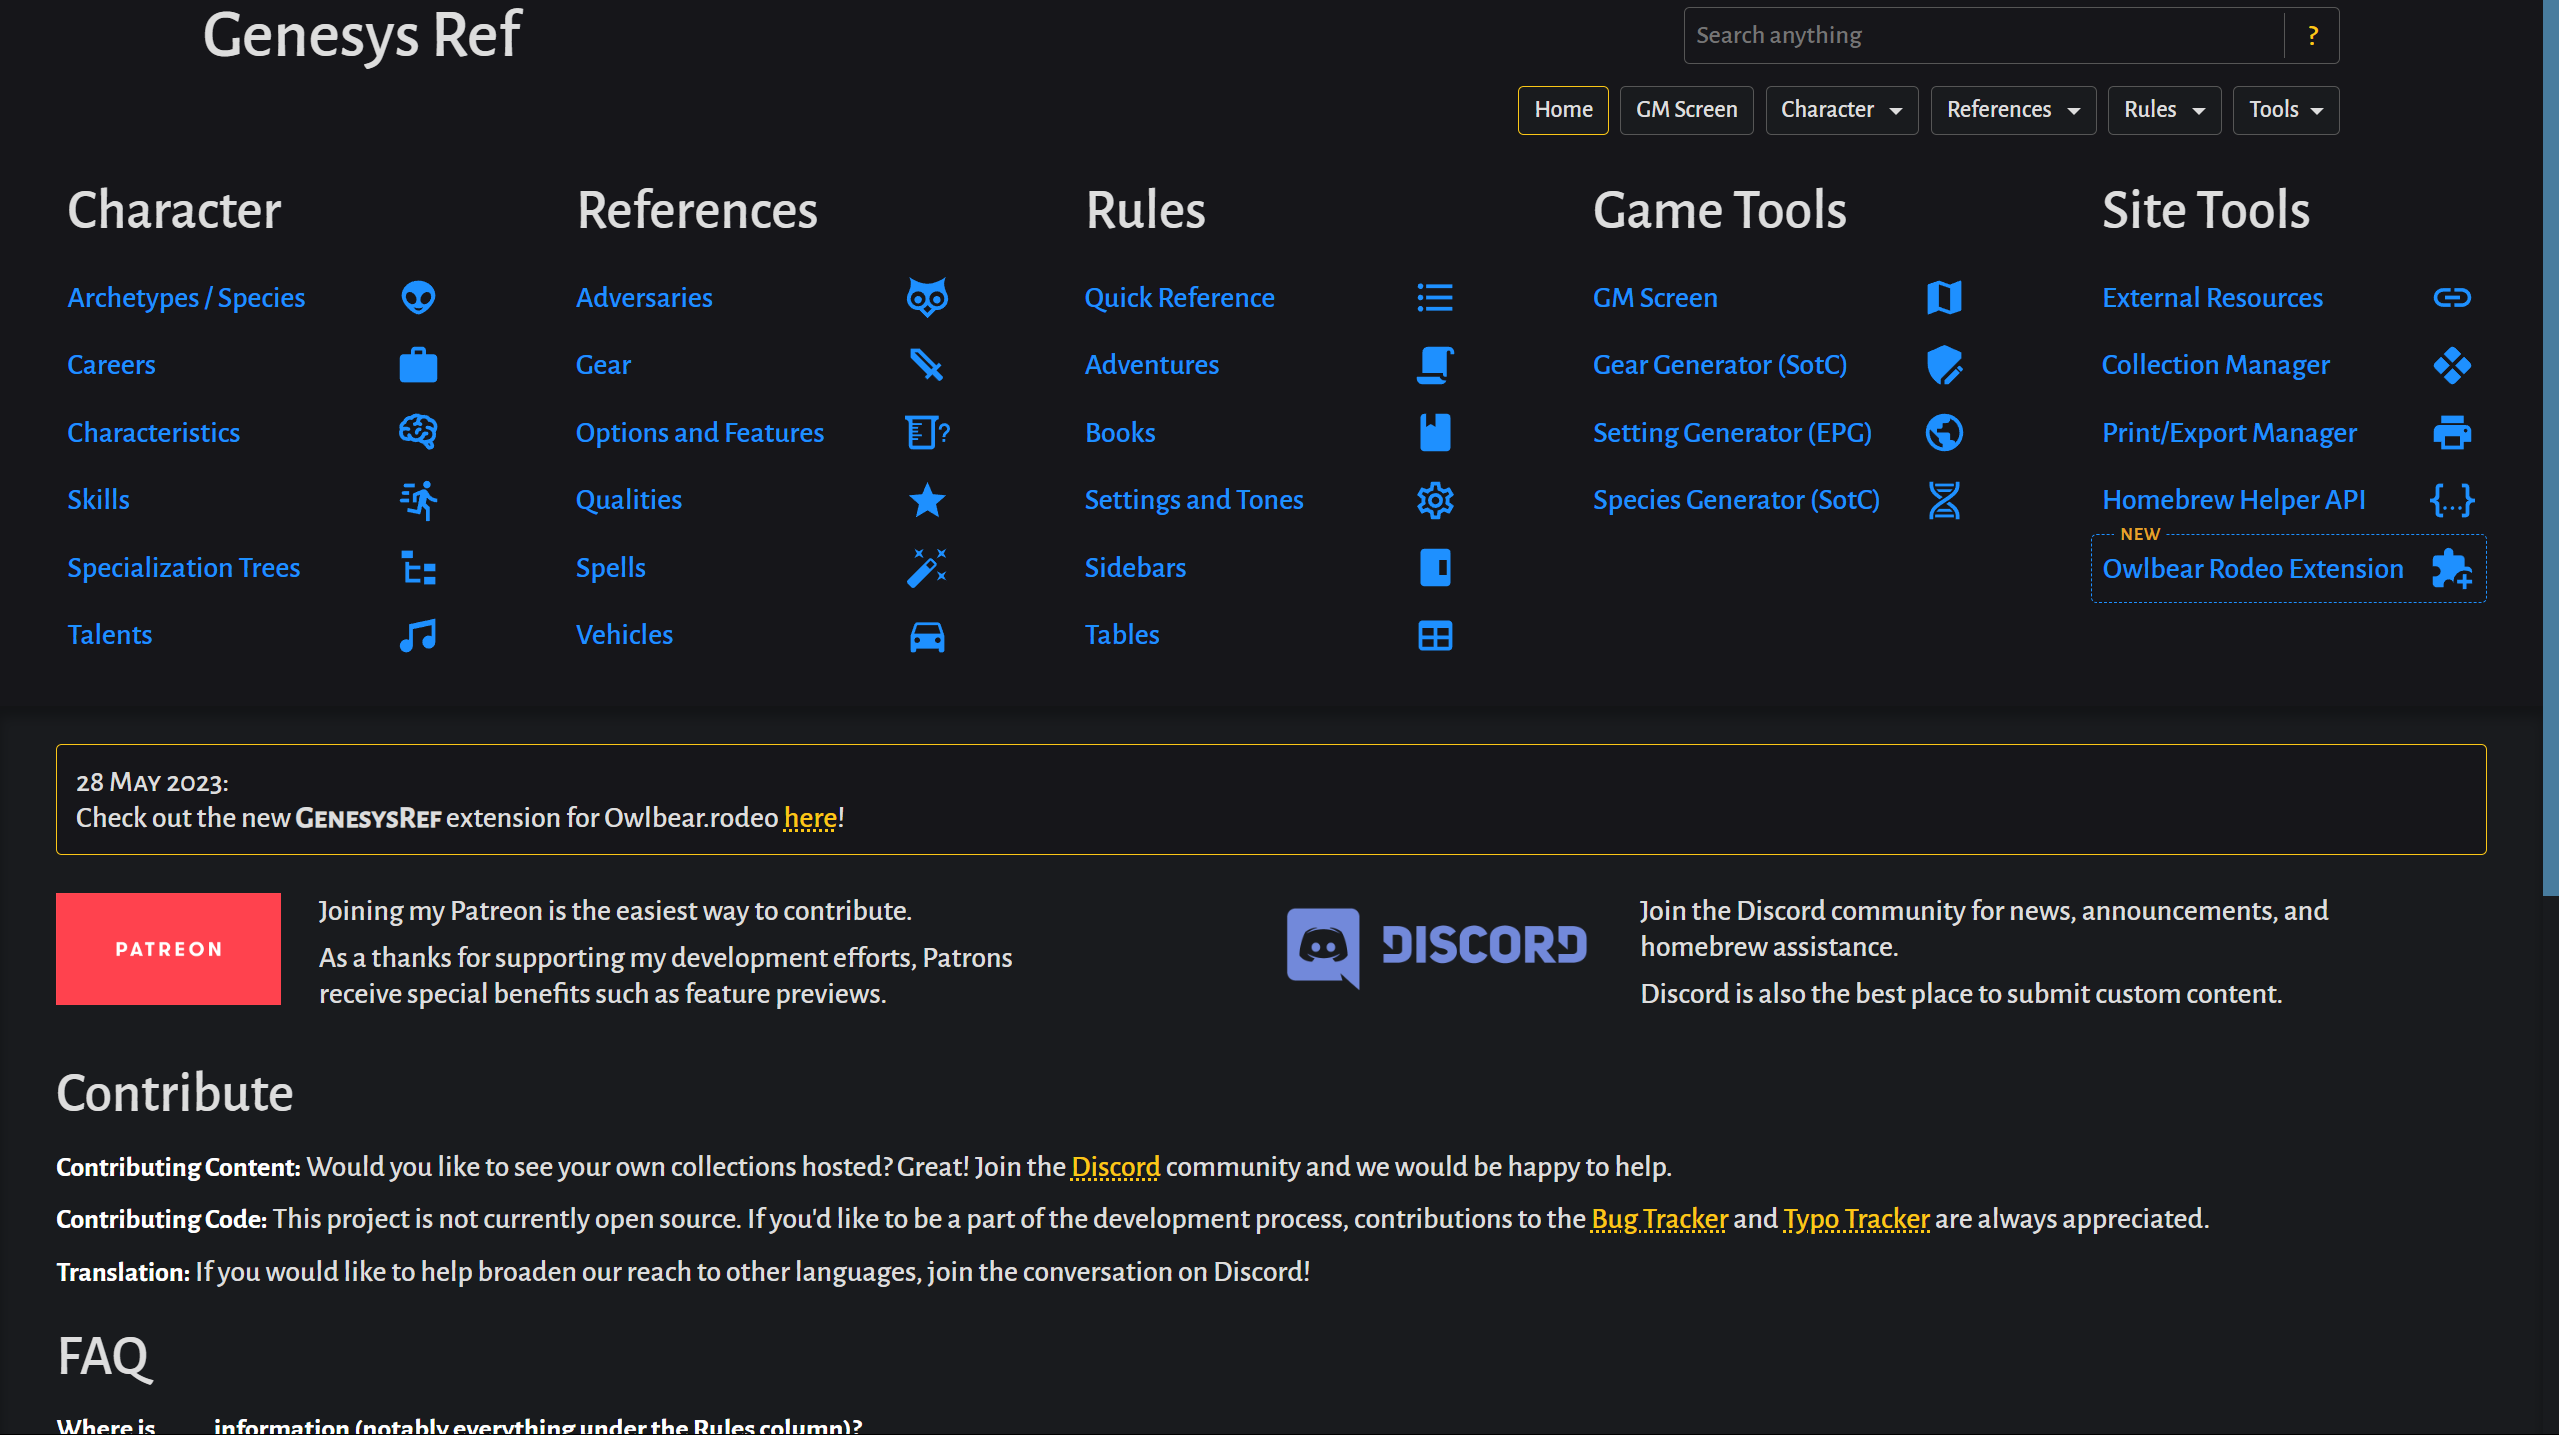 Genesys Ref
Search anything
?
Home
GM Screen
Character
References
Rules
Tools
Character
Archetypes / Species
Careers
Characteristics
Skills
Specialization Trees
Talents
References
Adversaries
Gear
Options and Features
Qualities
Spells
Vehicles
Rules
Quick Reference
Adventures
Books
Settings and Tones
Sidebars
Tables
Game Tools
GM Screen
Gear Generator (SotC)
Setting Generator (EPG)
Species Generator (SotC)
Site Tools
External Resources
Collection Manager
Print/Export Manager
Homebrew Helper API
NEW
Owlbear Rodeo Extension
28 May 2023:
Check out the new GenesysRef extension for Owlbear.rodeo here!
PATREON
Joining my Patreon is the easiest way to contribute.
As a thanks for supporting my development efforts, Patrons
receive special benefits such as feature previews.
DISCORD
Join the Discord community for news, announcements, and
homebrew assistance.
Discord is also the best place to submit custom content.
Contribute
Contributing Content: Would you like to see your own collections hosted? Great! Join the Discord community and we would be happy to help.
Contributing Code: This project is not currently open source. If you'd like to be a part of the development process, contributions to the Bug Tracker and Typo Tracker are always appreciated.
Translation: If you would like to help broaden our reach to other languages, join the conversation on Discord!
FAQ
Where is information (notably everything under the Rules column)?